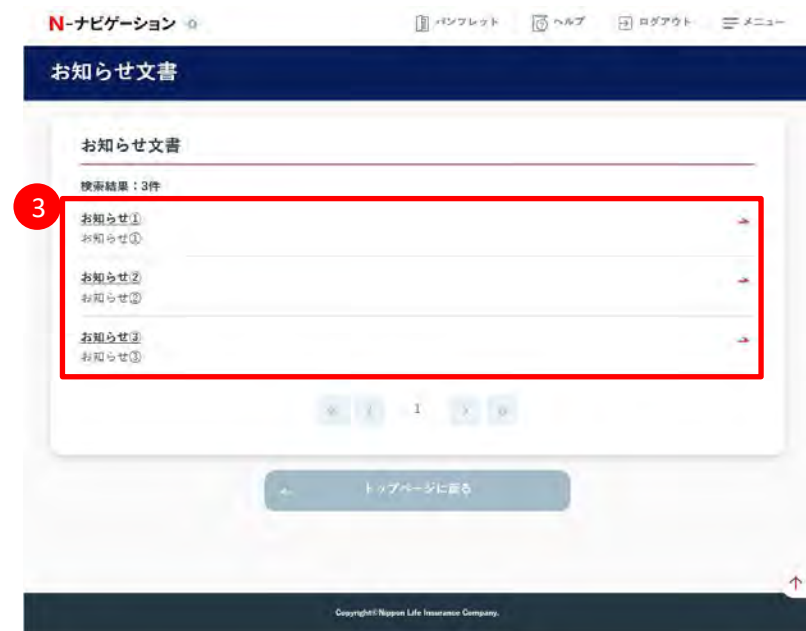 N-ナビゲーション
パンフレット ヘルプ ログアウト メニュー
お知らせ文書
お知らせ文書
検索結果：3件
3
お知らせ①
お知らせ①
お知らせ②
お知らせ②
お知らせ③
お知らせ③
« ‹ 1 › »
トップページに戻る
Copyright© Nippon Life Insurance Company.